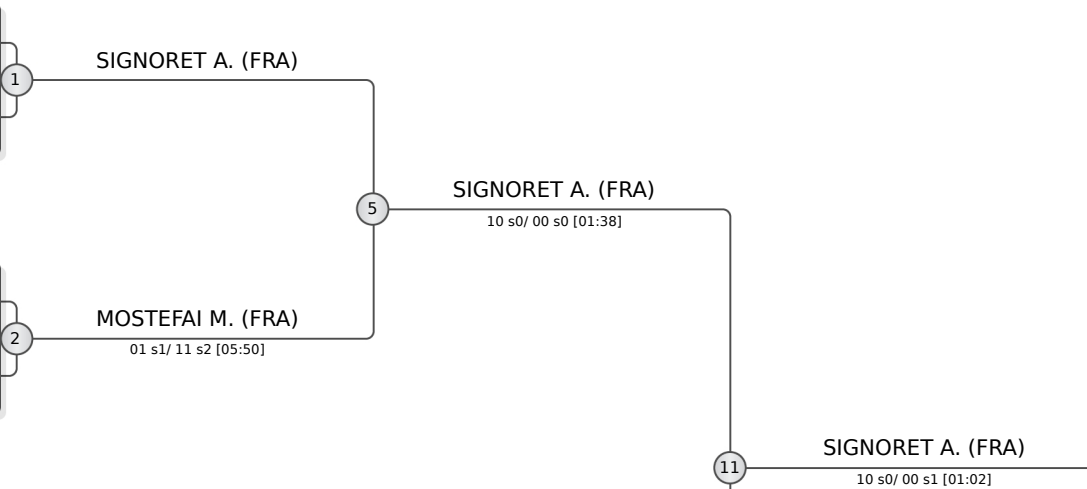 SIGNORET A. (FRA)
1
SIGNORET A. (FRA)
5
10 s0/ 00 s0 [01:38]
MOSTEFAI M. (FRA)
2
01 s1/ 11 s2 [05:50]
SIGNORET A. (FRA)
11
10 s0/ 00 s1 [01:02]